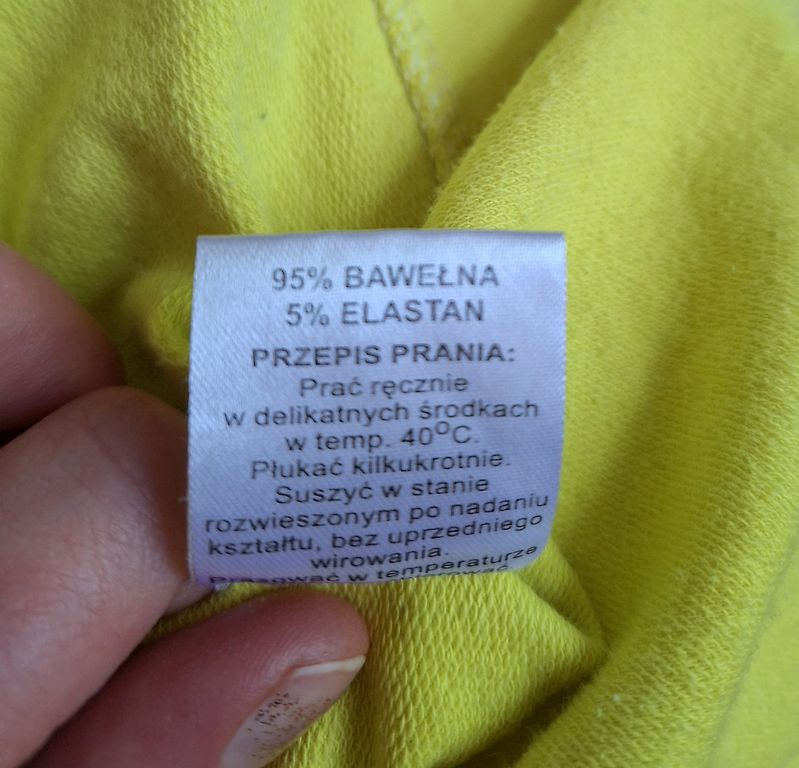 95% BAWEŁNA
5% ELASTAN
PRZEPIS PRANIA:
Prać ręcznie
w delikatnych środkach
w temp. 40°C.
Płukać kilkukrotnie.
Suszyć w stanie
rozwieszonym po nadaniu
kształtu, bez uprzedniego
wirowania.
Prasować w temperaturze